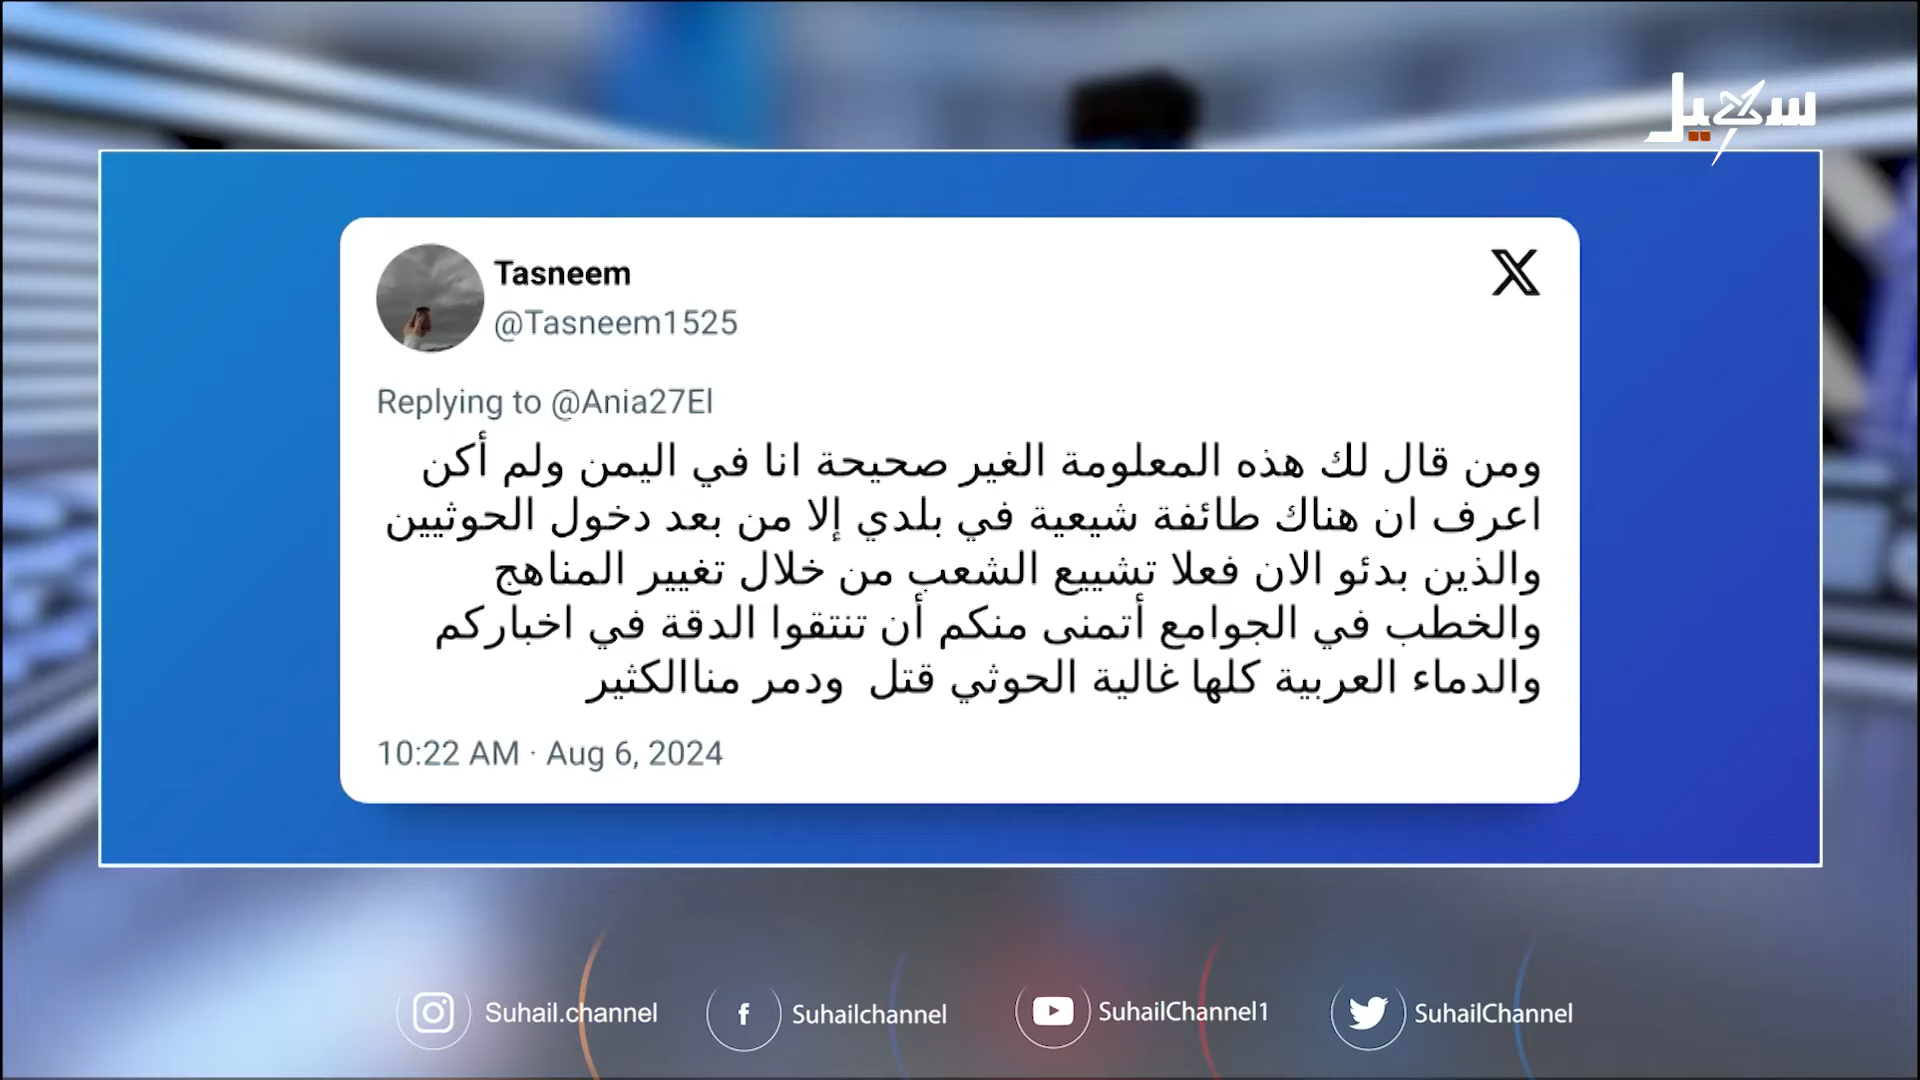 سهيل
Tasneem
@Tasneem1525
Replying to @Ania27El
ومن قال لك هذه المعلومة الغير صحيحة انا في اليمن ولم أكن
اعرف ان هناك طائفة شيعية في بلدي إلا من بعد دخول الحوثيين
والذين بدئو الان فعلا تشييع الشعب من خلال تغيير المناهج
والخطب في الجوامع أتمنى منكم أن تنتقوا الدقة في اخباركم
والدماء العربية كلها غالية الحوثي قتل  ودمر مناالكثير
10:22 AM · Aug 6, 2024
Suhail.channel
Suhailchannel
SuhailChannel1
SuhailChannel